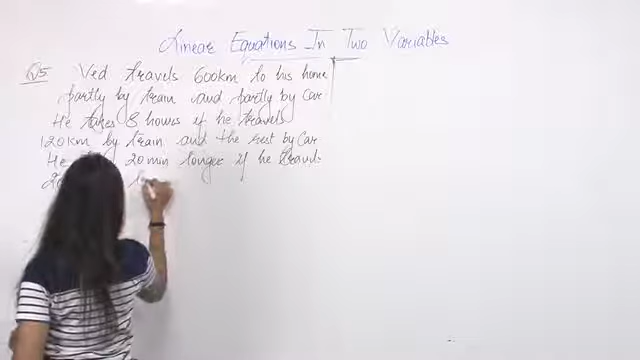 Linear Equations In Two Variables
Q5 Ved travels 600km to his home
partly by train and partly by car
He takes 8 hours if he travels
120km by train and the rest by Car
He 20min longer if he travels